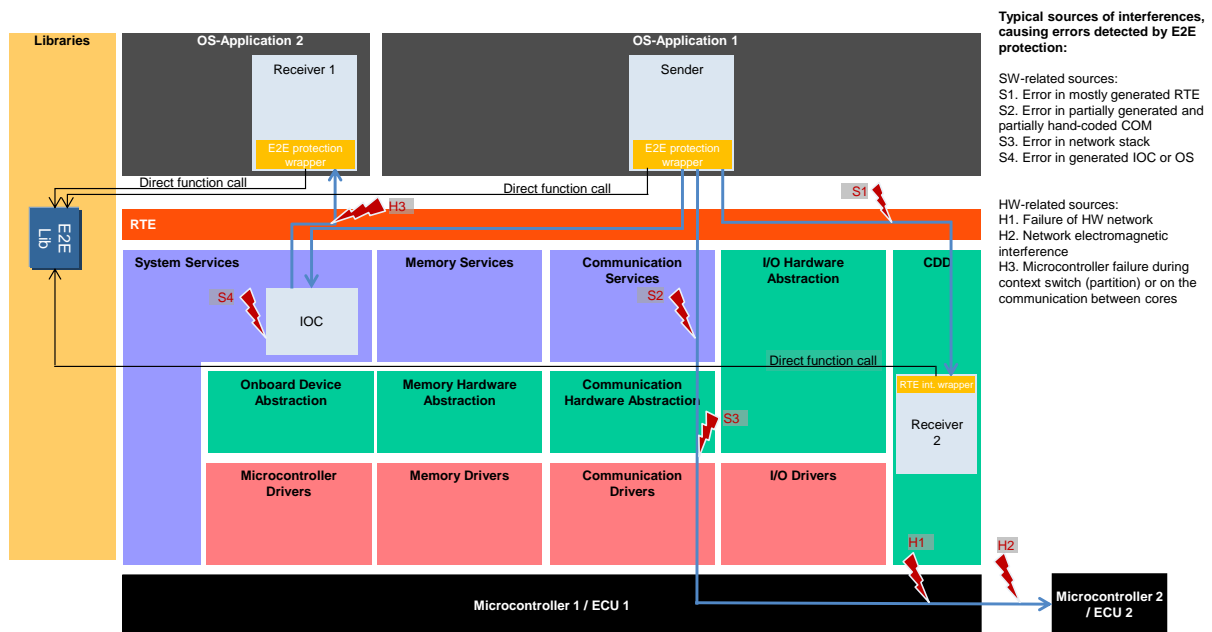 Typical sources of interferences,
causing errors detected by E2E
protection:
SW-related sources:
S1. Error in mostly generated RTE
S2. Error in partially generated and
partially hand-coded COM
S3. Error in network stack
S4. Error in generated IOC or OS
HW-related sources:
H1. Failure of HW network
H2. Network electromagnetic
interference
H3. Microcontroller failure during
context switch (partition) or on the
communication between cores
Libraries
OS-Application 2
OS-Application 1
Receiver 1
Sender
E2E protection
wrapper
E2E protection
wrapper
Direct function call
Direct function call
S1
H3
RTE
E2E
Lib
System Services
Memory Services
Communication
Services
I/O Hardware
Abstraction
CDD
S4
S2
IOC
Direct function call
Onboard Device
Abstraction
Memory Hardware
Abstraction
Communication
Hardware Abstraction
RTE int. wrapper
S3
Receiver
2
Microcontroller
Drivers
Memory Drivers
Communication
Drivers
I/O Drivers
H1
H2
Microcontroller 1 / ECU 1
Microcontroller 2
/ ECU 2